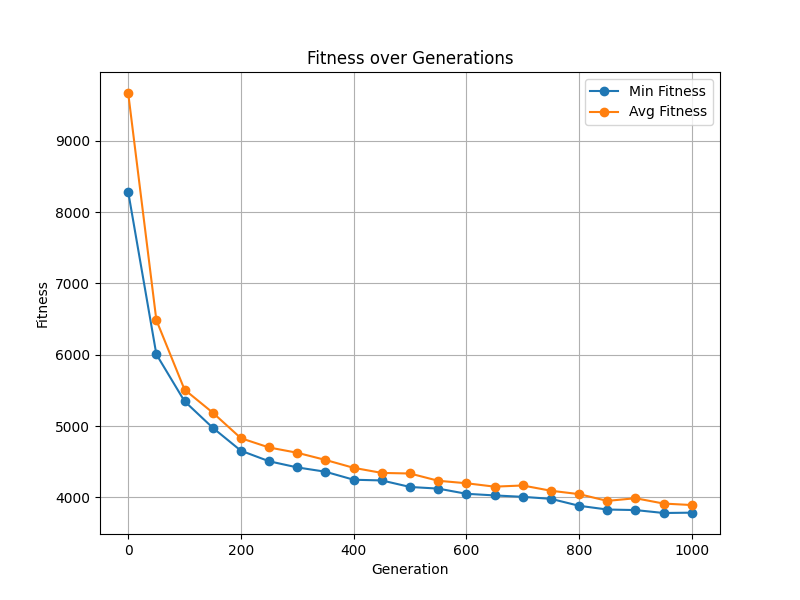 Fitness over Generations
Min Fitness
Avg Fitness
9000
8000
7000
6000
5000
4000
Fitness
0 200 400 600 800 1000
Generation